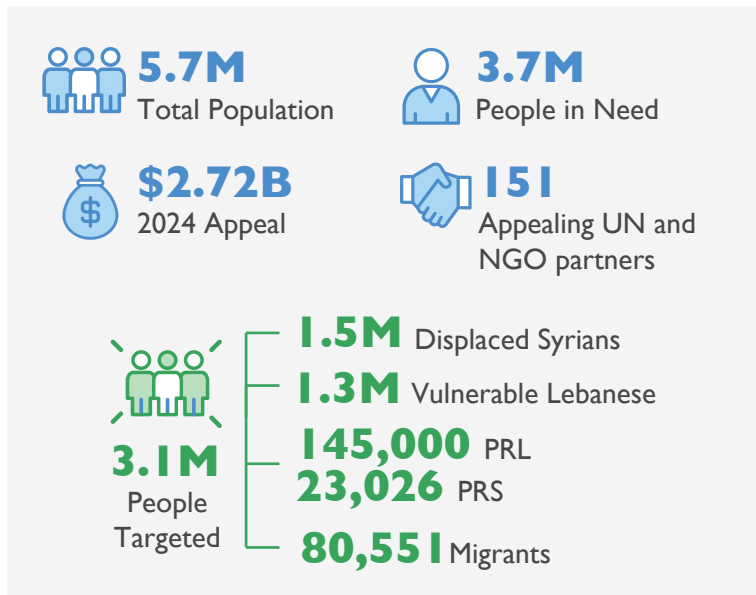 5.7M
Total Population
3.7M
People in Need
$2.72B
2024 Appeal
151
Appealing UN and
NGO partners
3.1M
People
Targeted
1.5M Displaced Syrians
1.3M Vulnerable Lebanese
145,000 PRL
23,026 PRS
80,551 Migrants